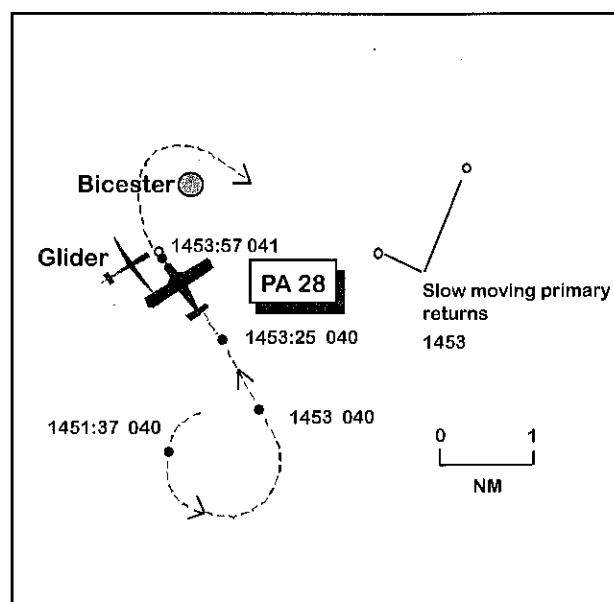 Bicester
Glider
1453:57 041
PA 28
Slow moving primary
returns
1453
1453:25 040
1451:37 040
1453 040
0 1
NM